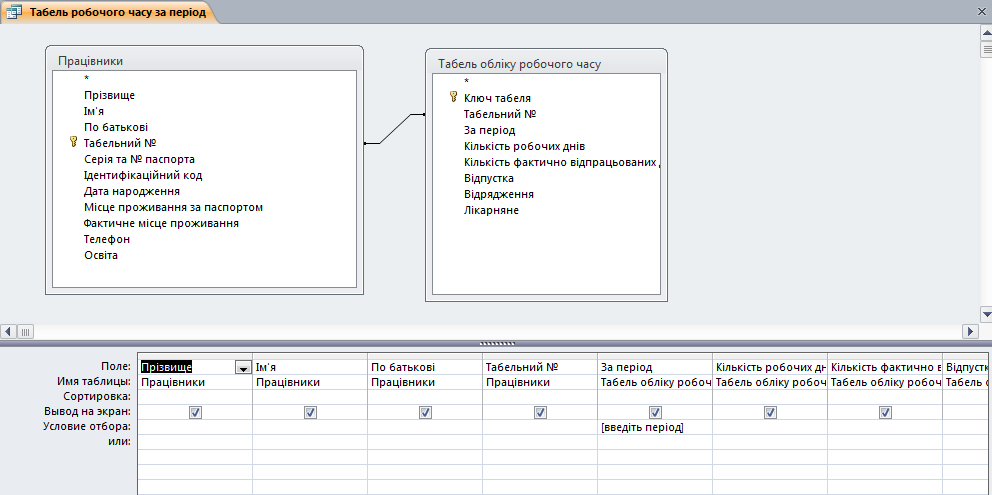 Табель робочого часу за період
Працівники
*
Прізвище
Ім'я
По батькові
Табельний №
Серія та № паспорта
Ідентифікаційний код
Дата народження
Місце проживання за паспортом
Фактичне місце проживання
Телефон
Освіта
Табель обліку робочого часу
*
Ключ табеля
Табельний №
За період
Кількість робочих днів
Кількість фактично відпрацьованих
Відпустка
Відрядження
Лікарняне
Поле: Прізвище Ім'я По батькові Табельний № За період Кількість робочих дн Кількість фактично в Відпустк
Имя таблицы: Працівники Працівники Працівники Працівники Табель обліку робоч Табель обліку робоч Табель обліку робоч Табель о
Сортировка:
Вывод на экран:
Условие отбора: [введіть період]
или: